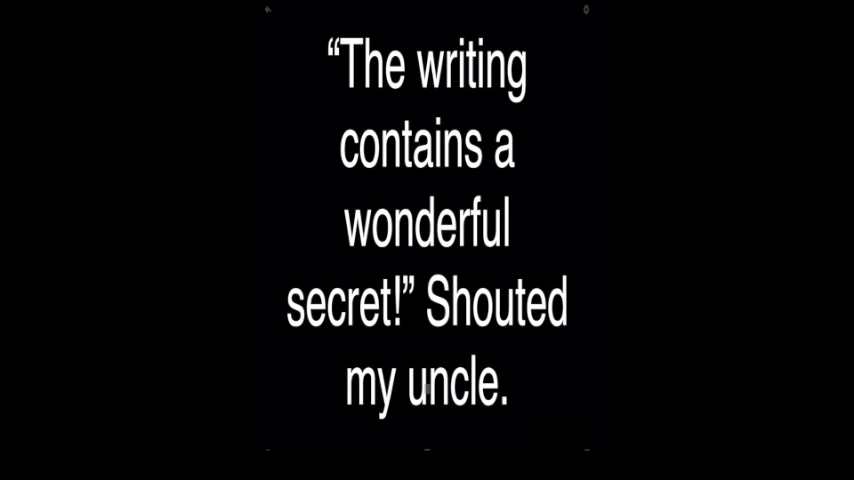 “The writing
contains a
wonderful
secret!” Shouted
my uncle.